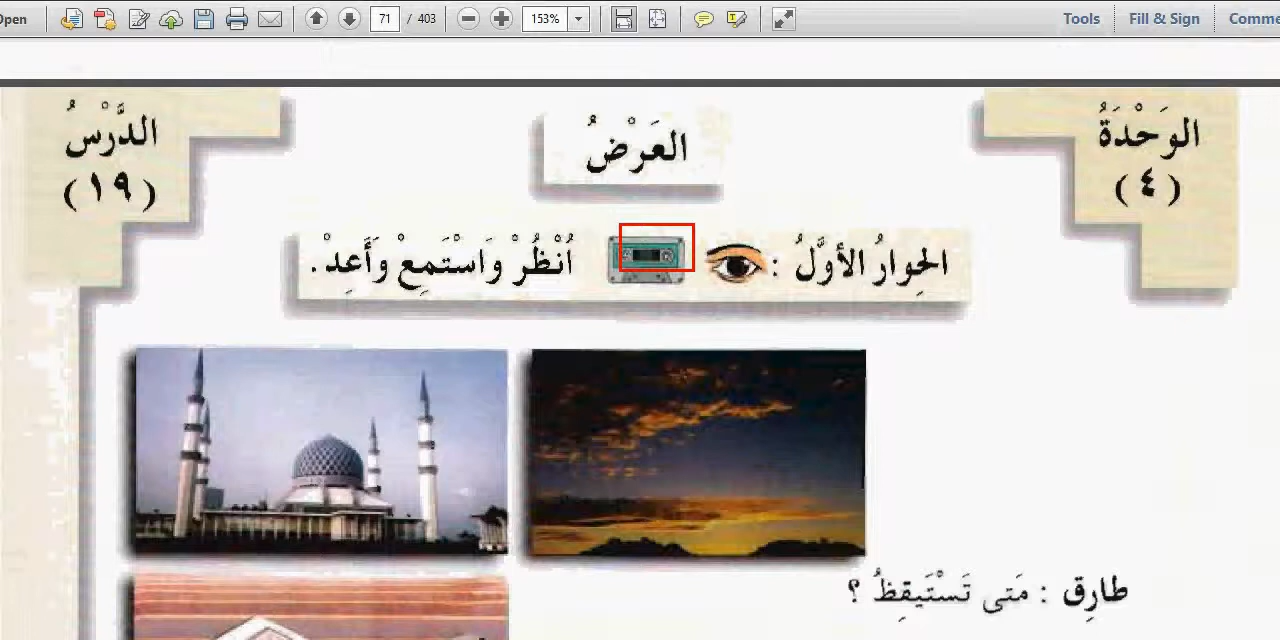 Open 71 / 403 153% Tools Fill & Sign Comme
الوَحْدَةُ
(٤)
العَرْضُ
الدَّرْسُ
(١٩)
الحِوارُ الأوَّلُ : اُنْظُرْ وَاسْتَمِعْ وَأَعِدْ.
طارِق : مَتى تَسْتَيقِظُ ؟